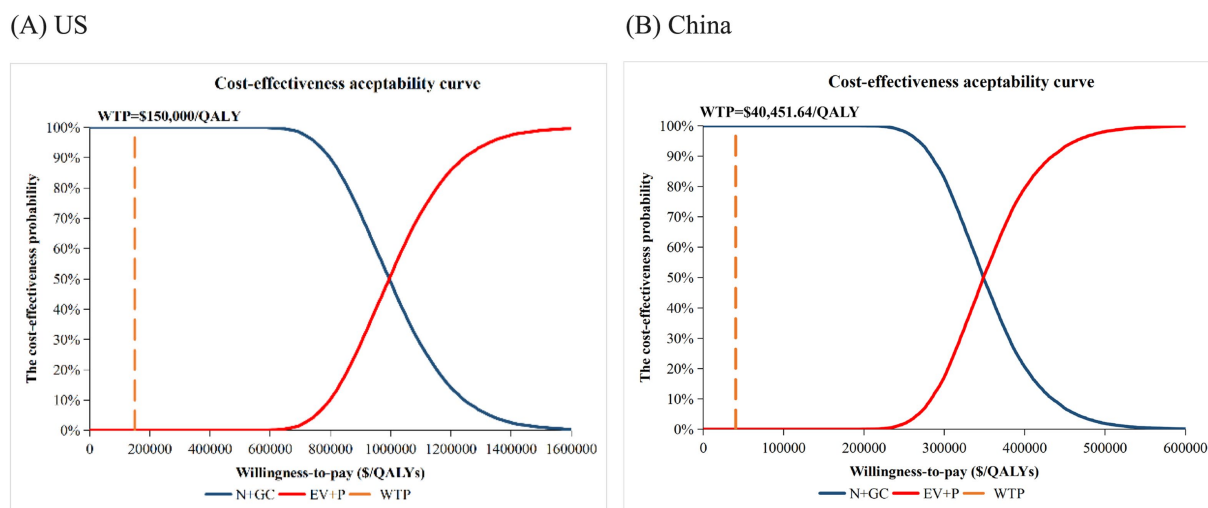 (A) US
Cost-effectiveness aceptability curve
WTP=$150,000/QALY
The cost-effectiveness probability
100%
90%
80%
70%
60%
50%
40%
30%
20%
10%
0%
0 200000 400000 600000 800000 1000000 1200000 1400000 1600000
Willingness-to-pay ($/QALYs)
N+GC EV+P WTP
(B) China
Cost-effectiveness aceptability curve
WTP=$40,451.64/QALY
The cost-effectiveness probability
100%
90%
80%
70%
60%
50%
40%
30%
20%
10%
0%
0 100000 200000 300000 400000 500000 600000
Willingness-to-pay ($/QALYs)
N+GC EV+P WTP